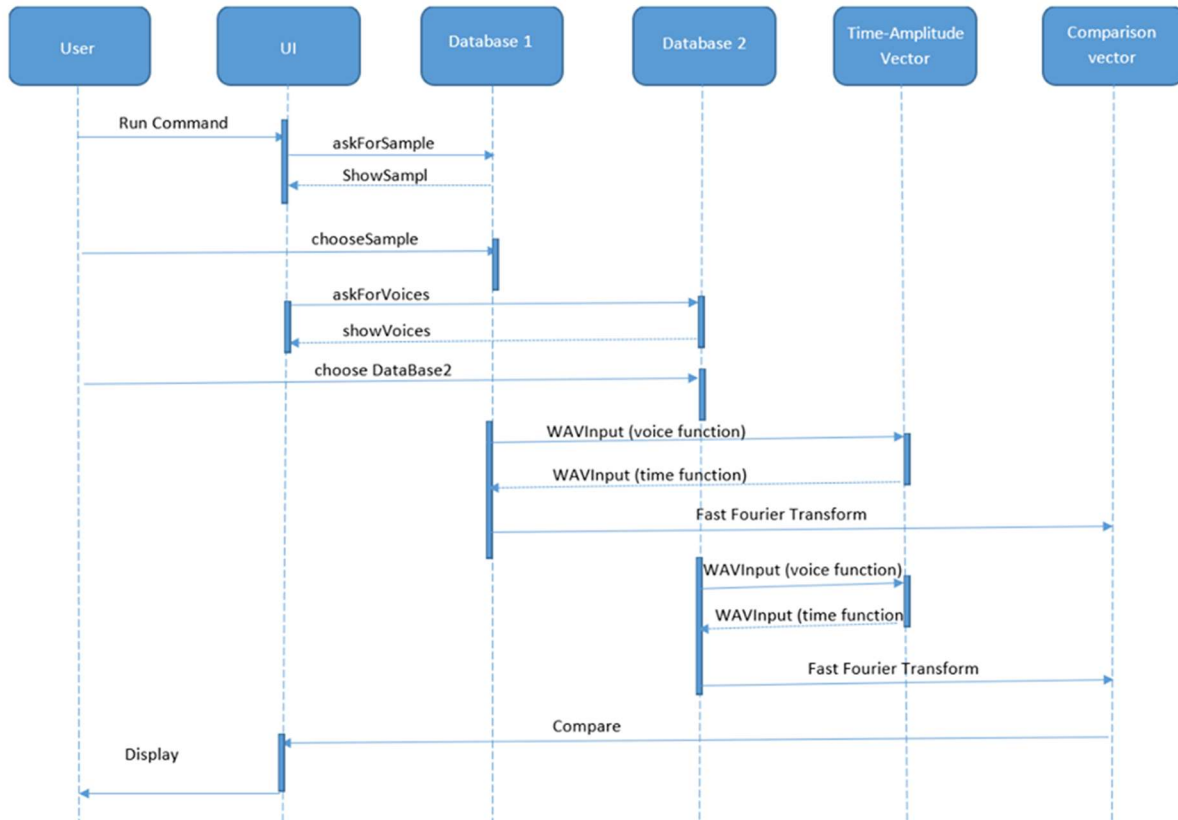 User
UI
Database 1
Database 2
Time-Amplitude
Vector
Comparison
vector
Run Command
askForSample
ShowSampl
chooseSample
askForVoices
showVoices
choose DataBase2
WAVInput (voice function)
WAVInput (time function)
Fast Fourier Transform
WAVInput (voice function)
WAVInput (time function
Fast Fourier Transform
Compare
Display